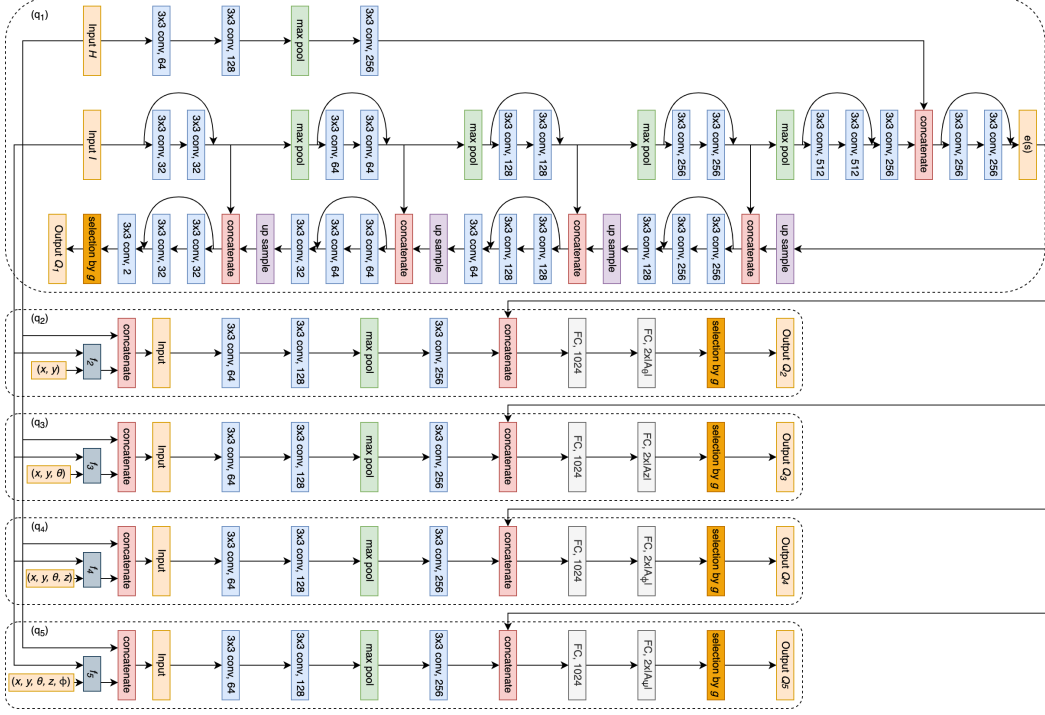 (q₁)
Input H
3x3 conv, 64
3x3 conv, 128
max pool
3x3 conv, 256
Input I
3x3 conv, 32
3x3 conv, 32
max pool
3x3 conv, 64
3x3 conv, 64
max pool
3x3 conv, 128
3x3 conv, 128
max pool
3x3 conv, 256
3x3 conv, 256
max pool
3x3 conv, 512
3x3 conv, 512
3x3 conv, 256
concatenate
3x3 conv, 256
3x3 conv, 256
e(s)
Output Q₁
selection by g
3x3 conv, 2
3x3 conv, 32
3x3 conv, 32
concatenate
up sample
3x3 conv, 32
3x3 conv, 64
3x3 conv, 64
concatenate
up sample
3x3 conv, 64
3x3 conv, 128
3x3 conv, 128
concatenate
up sample
3x3 conv, 128
3x3 conv, 256
3x3 conv, 256
concatenate
up sample
(q₂)
(x, y)
f₂
concatenate
Input
3x3 conv, 64
3x3 conv, 128
max pool
3x3 conv, 256
concatenate
FC, 1024
FC, 2x|A_θ|
selection by g
Output Q₂
(q₃)
(x, y, θ)
f₃
concatenate
Input
3x3 conv, 64
3x3 conv, 128
max pool
3x3 conv, 256
concatenate
FC, 1024
FC, 2x|Az|
selection by g
Output Q₃
(q₄)
(x, y, θ, z)
f₄
concatenate
Input
3x3 conv, 64
3x3 conv, 128
max pool
3x3 conv, 256
concatenate
FC, 1024
FC, 2x|A_ϕ|
selection by g
Output Q₄
(q₅)
(x, y, θ, z, ϕ)
f₅
concatenate
Input
3x3 conv, 64
3x3 conv, 128
max pool
3x3 conv, 256
concatenate
FC, 1024
FC, 2x|A_ψ|
selection by g
Output Q₅